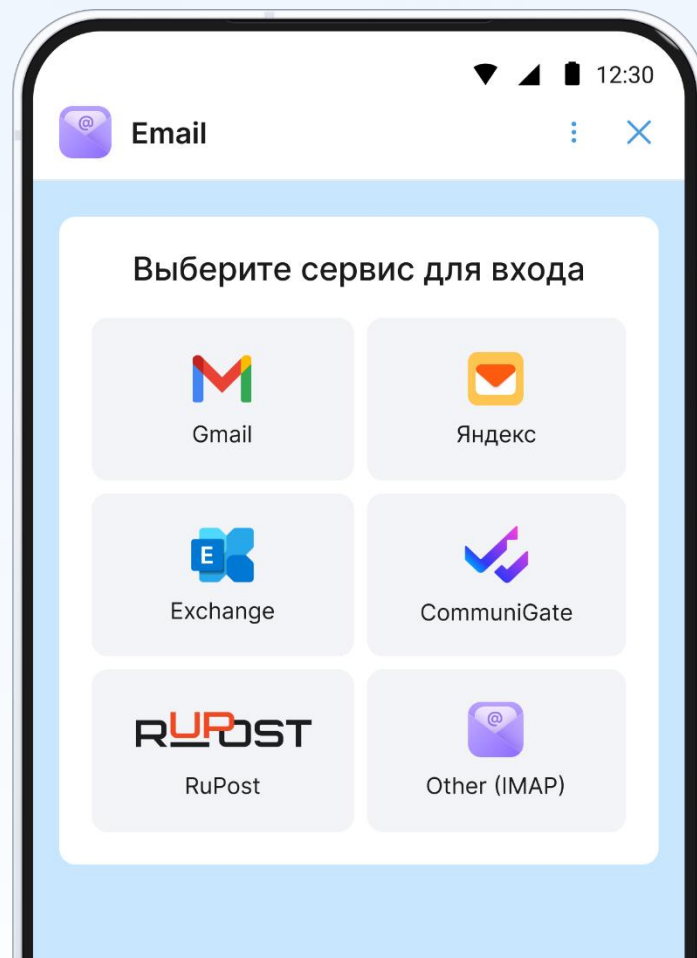 12:30
@
Email
Выберите сервис для входа
Gmail
Яндекс
E
Exchange
CommuniGate
RUPOST
RuPost
@
Other (IMAP)